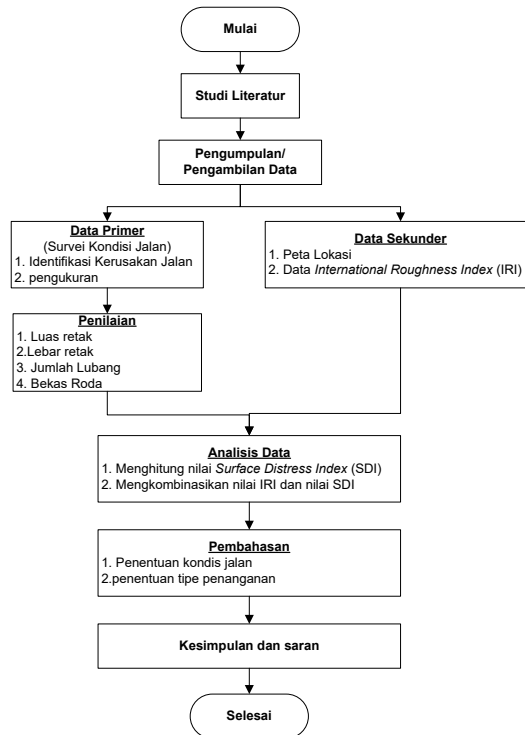 Mulai
Studi Literatur
Pengumpulan/
Pengambilan Data
Data Primer
(Survei Kondisi Jalan)
1. Identifikasi Kerusakan Jalan
2. pengukuran
Data Sekunder
1. Peta Lokasi
2. Data International Roughness Index (IRI)
Penilaian
1. Luas retak
2.Lebar retak
3. Jumlah Lubang
4. Bekas Roda
Analisis Data
1. Menghitung nilai Surface Distress Index (SDI)
2. Mengkombinasikan nilai IRI dan nilai SDI
Pembahasan
1. Penentuan kondis jalan
2.penentuan tipe penanganan
Kesimpulan dan saran
Selesai